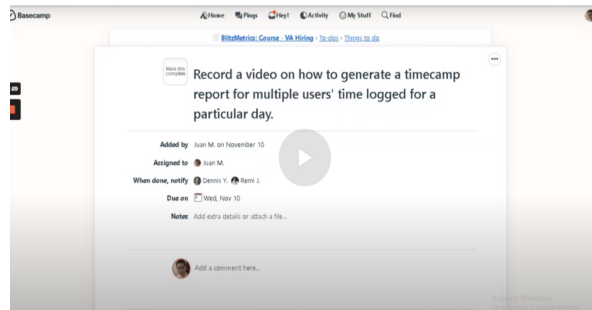 Basecamp
Home Pings Hey! Activity My Stuff Find
BlitzMetrics: Course - VA Hiring › To-dos › Things to do
Mark this complete
Record a video on how to generate a timecamp
report for multiple users' time logged for a
particular day.
Added by Juan M. on November 10
Assigned to Juan M.
When done, notify Dennis Y. Remi J.
Due on Wed, Nov 10
Notes Add extra details or attach a file...
Add a comment here...
Activate Windows